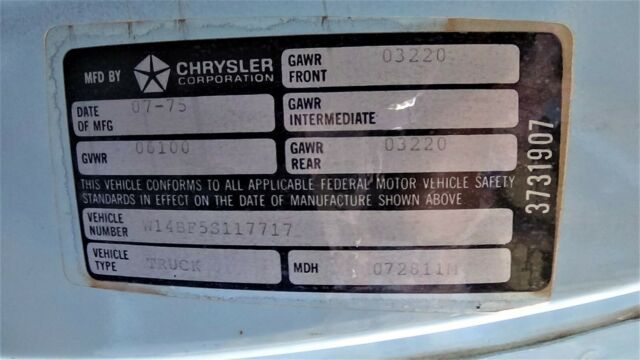 MFD BY CHRYSLER CORPORATION
GAWR FRONT 03220
DATE OF MFG 07-75
GAWR INTERMEDIATE
GVWR 06100
GAWR REAR 03220
THIS VEHICLE CONFORMS TO ALL APPLICABLE FEDERAL MOTOR VEHICLE SAFETY
STANDARDS IN EFFECT ON THE DATE OF MANUFACTURE SHOWN ABOVE.
VEHICLE NUMBER W14BF5S117717
VEHICLE TYPE TRUCK
MDH 072811M
3731907